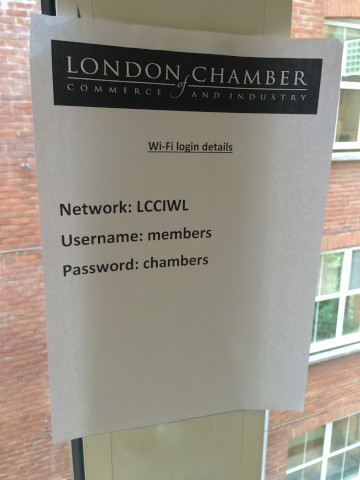 LONDON of CHAMBER
COMMERCE AND INDUSTRY
Wi-Fi login details
Network: LCCIWL
Username: members
Password: chambers